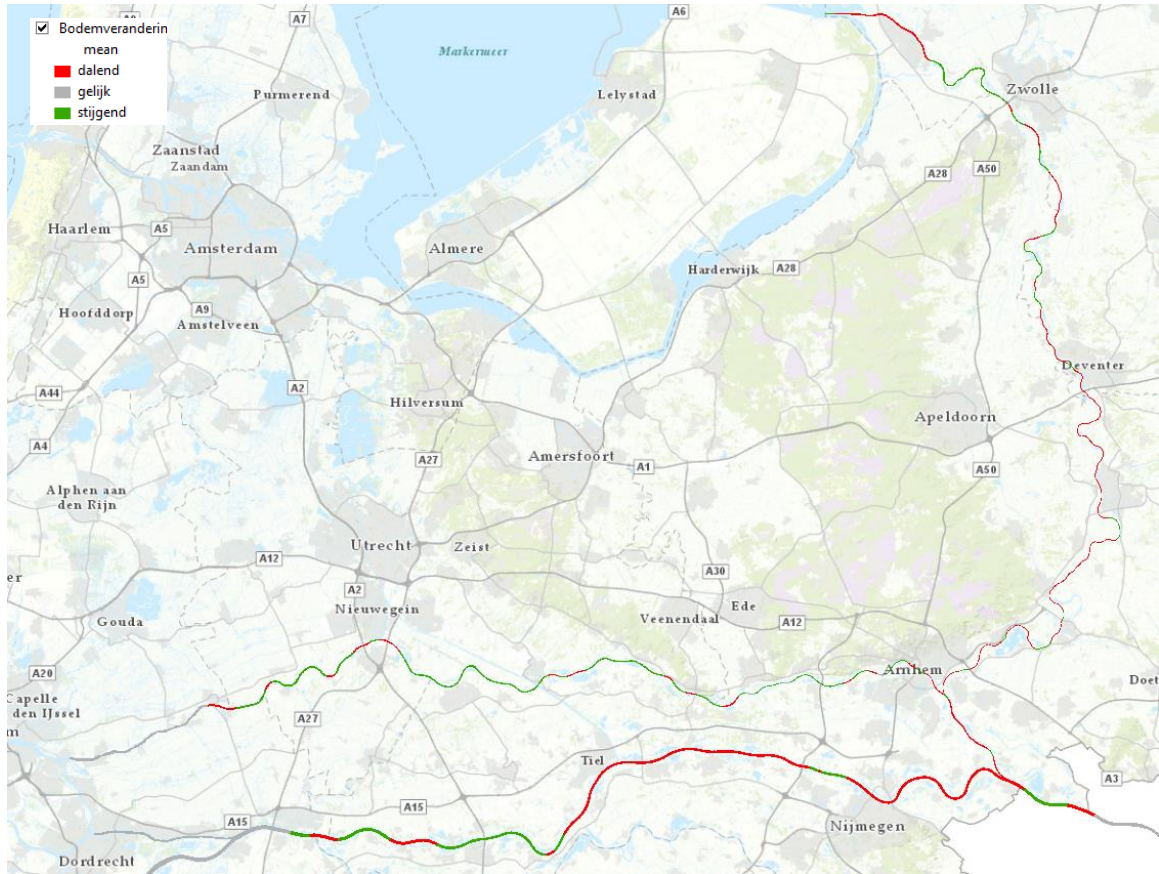 Bodemveranderin
mean
dalend
gelijk
stijgend
A7
A6
Markermeer
Purmerend
Lelystad
Zwolle
Zaanstad
Zaandam
A28
A50
Haarlem
A5
Amsterdam
Almere
Harderwijk
A28
A5
A9
Hoofddorp
Amstelveen
Deventer
A44
A2
Hilversum
Apeldoorn
A4
A27
Amersfoort
A1
A50
Alphen aan
den Rijn
Utrecht
Zeist
A12
A30
er
A2
Nieuwegein
Ede
Gouda
Veenendaal
A12
A20
Arnhem
Doet
Capelle
den IJssel
m
A27
Tiel
A3
A15
A15
Nijmegen
Dordrecht